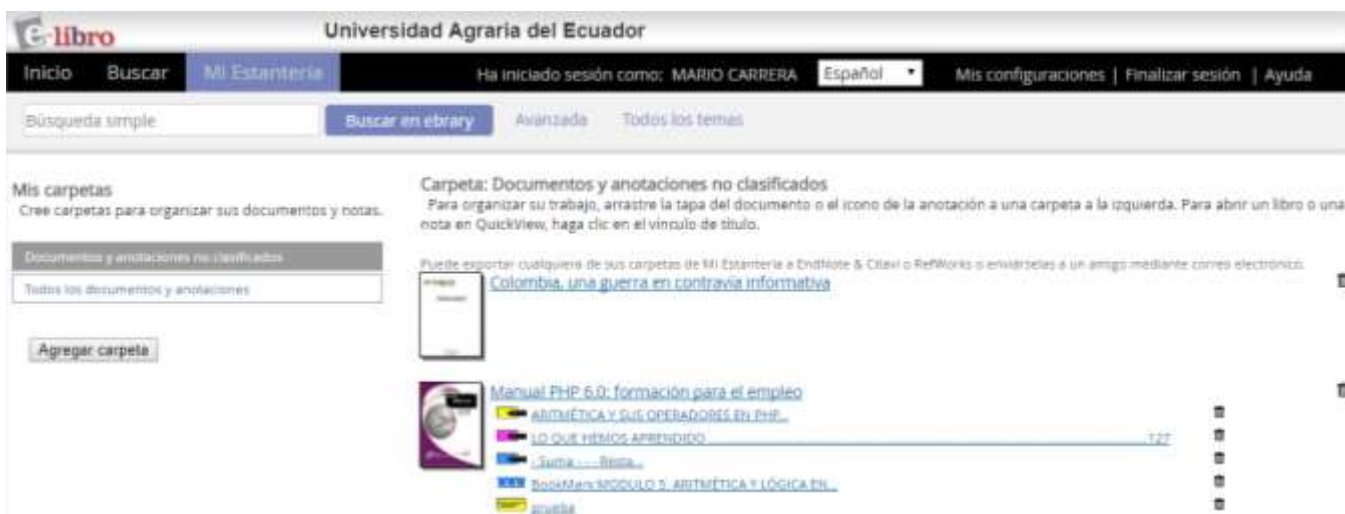 e-libro
Universidad Agraria del Ecuador
Inicio Buscar Mi Estantería Ha iniciado sesión como: MARIO CARRERA Español Mis configuraciones | Finalizar sesión | Ayuda
Búsqueda simple Buscar en ebrary Avanzada Todos los temas
Mis carpetas
Cree carpetas para organizar sus documentos y notas.
Documentos y anotaciones no clasificados
Todos los documentos y anotaciones
Agregar carpeta
Carpeta: Documentos y anotaciones no clasificados
Para organizar su trabajo, arrastre la tapa del documento o el icono de la anotación a una carpeta a la izquierda. Para abrir un libro o una
nota en QuickView, haga clic en el vínculo de título.
Puede exportar cualquiera de sus carpetas de Mi Estantería a EndNote & Citavi o RefWorks o enviárselas a un amigo mediante correo electrónico.
Colombia, una guerra en contravía informativa
Manual PHP 6.0: formación para el empleo
ARITMÉTICA Y SUS OPERADORES EN PHP...
LO QUE HEMOS APRENDIDO 127
- Suma - - - Resta...
BookMark MODULO 5: ARITMÉTICA Y LÓGICA EN...
prueba